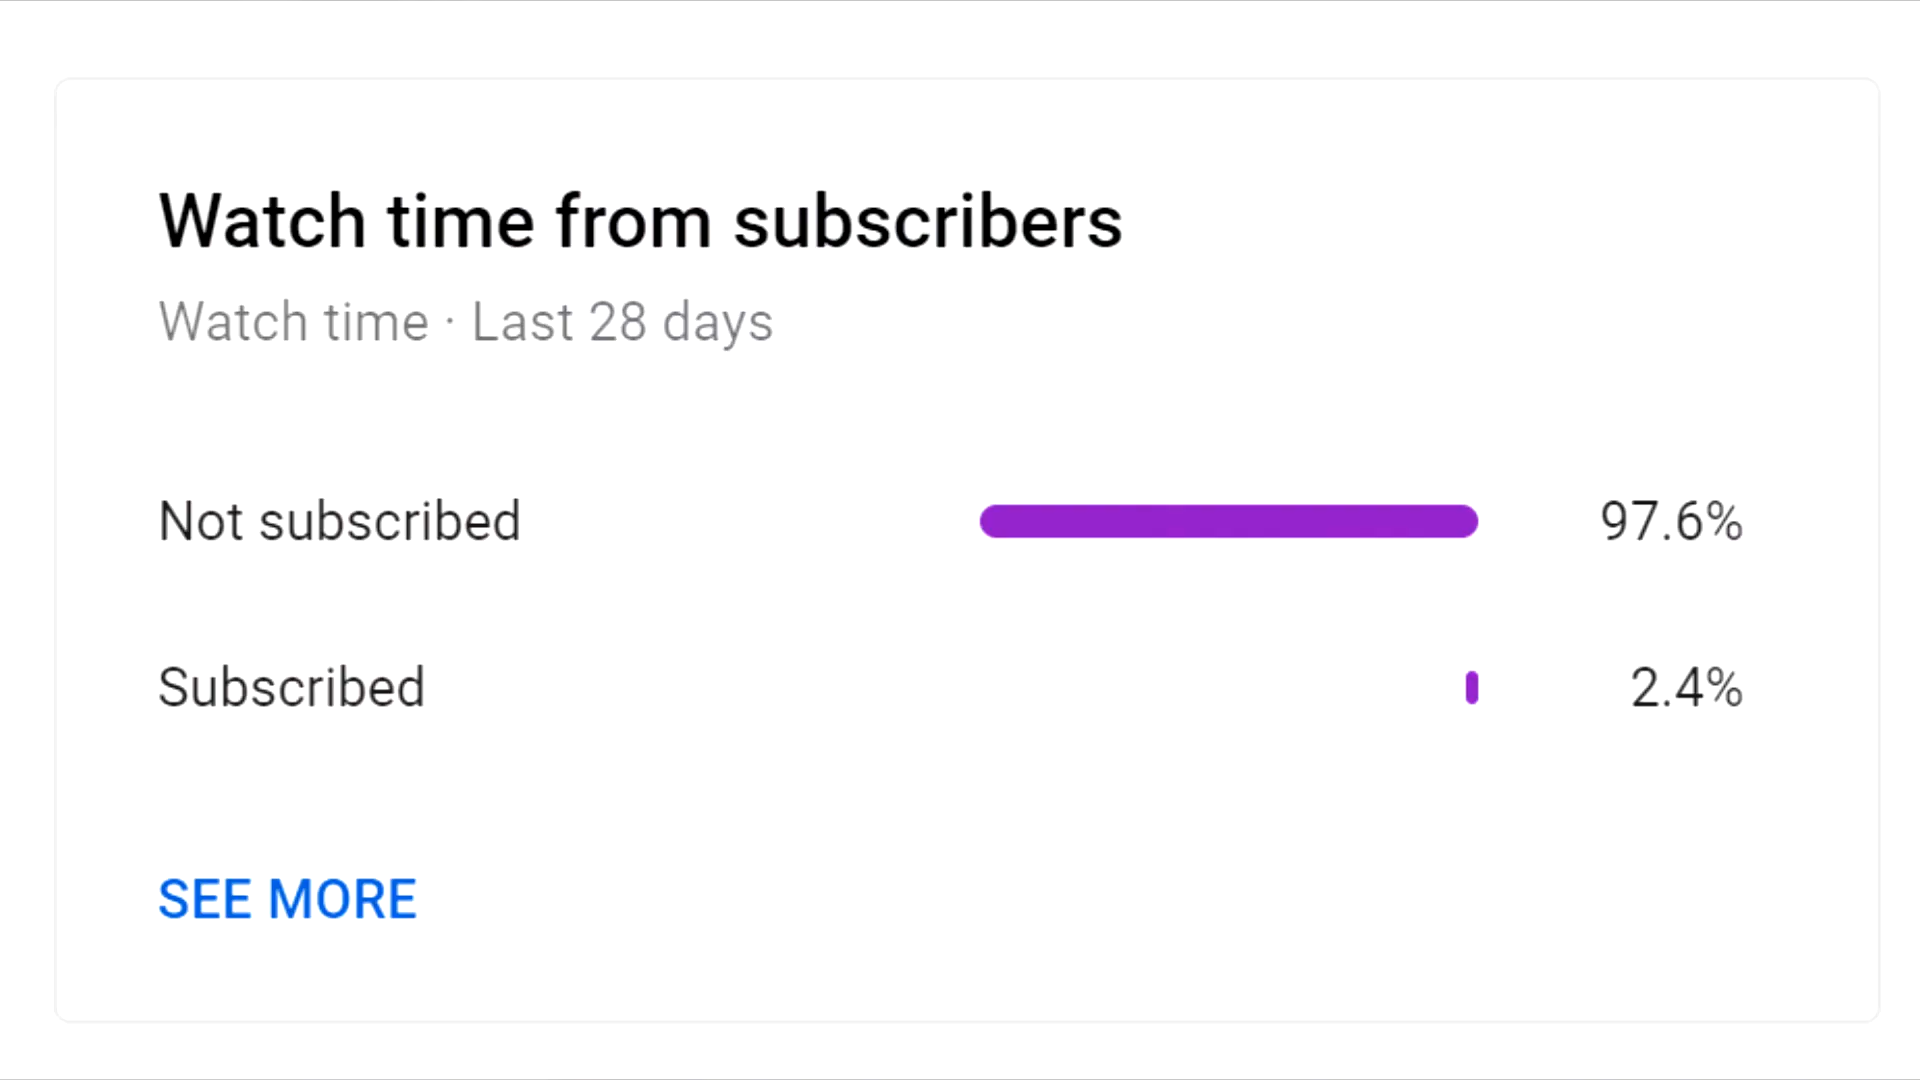 Watch time from subscribers
Watch time · Last 28 days
Not subscribed 97.6%
Subscribed 2.4%
SEE MORE